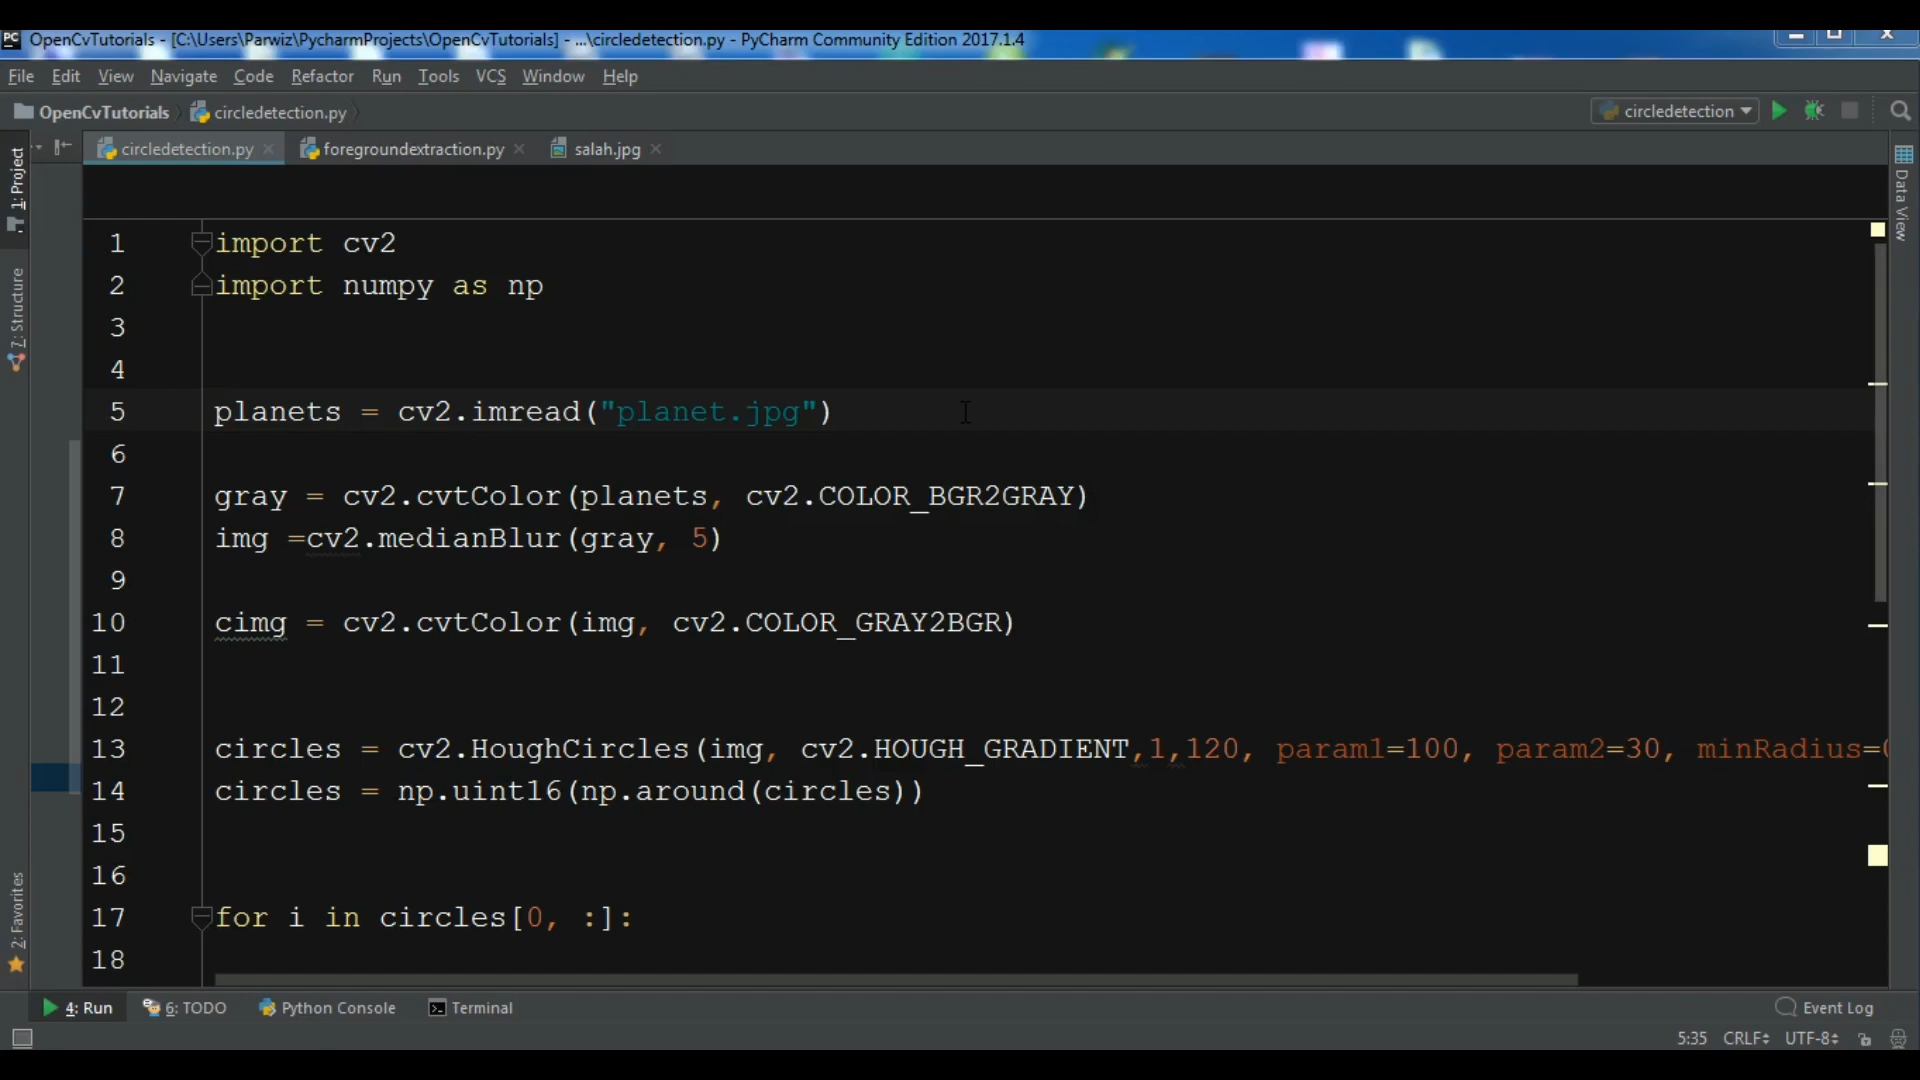 PC OpenCvTutorials - [C:\Users\Parwiz\PycharmProjects\OpenCvTutorials] - ...\circledetection.py - PyCharm Community Edition 2017.1.4
File Edit View Navigate Code Refactor Run Tools VCS Window Help
OpenCvTutorials circledetection.py circledetection
circledetection.py foregroundextraction.py salah.jpg
1: Project
7: Structure
2: Favorites
Data View
1 import cv2
2 import numpy as np
3
4
5 planets = cv2.imread("planet.jpg")
6
7 gray = cv2.cvtColor(planets, cv2.COLOR_BGR2GRAY)
8 img =cv2.medianBlur(gray, 5)
9
10 cimg = cv2.cvtColor(img, cv2.COLOR_GRAY2BGR)
11
12
13 circles = cv2.HoughCircles(img, cv2.HOUGH_GRADIENT,1,120, param1=100, param2=30, minRadius=
14 circles = np.uint16(np.around(circles))
15
16
17 for i in circles[0, :]:
18
4: Run 6: TODO Python Console Terminal Event Log
5:35 CRLF UTF-8